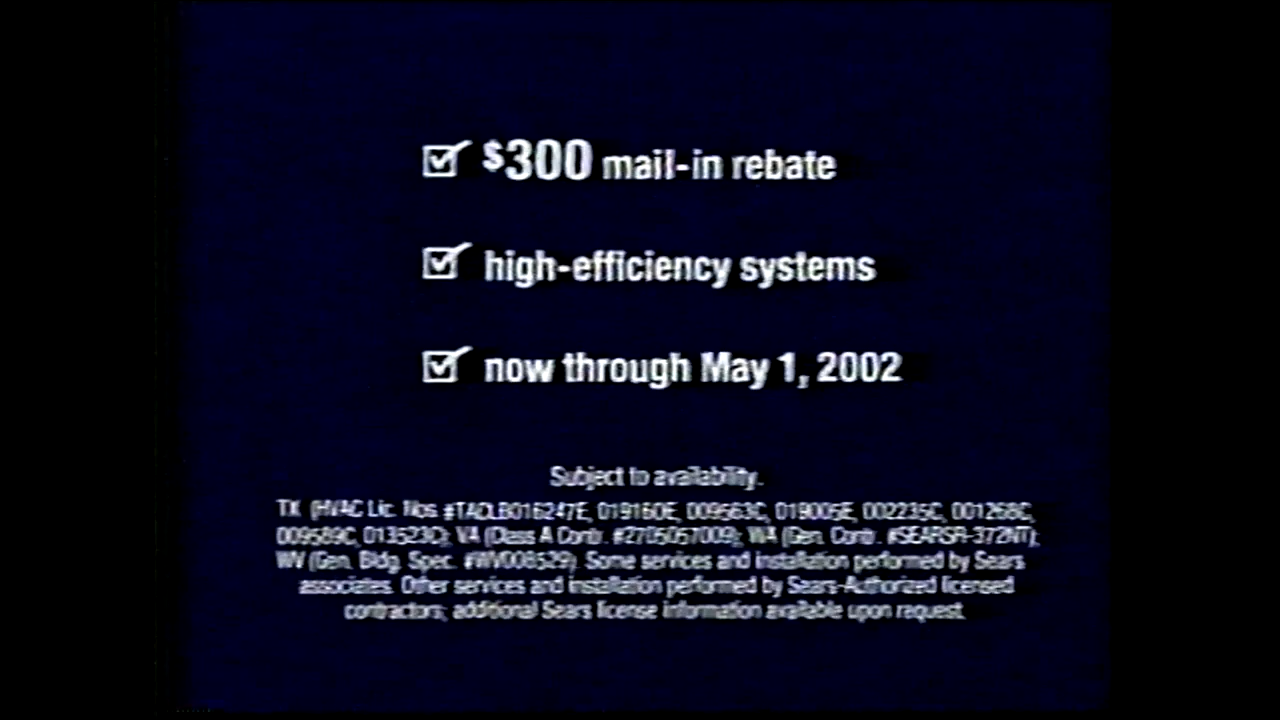 $300 mail-in rebate
high-efficiency systems
now through May 1, 2002
Subject to availability.
TX (HVAC Lic. Nos. #TACLB016247E, 019160E, 009563C, 019005E, 002235C, 001268C,
009589C, 013523C); VA (Class A Contr. #2705057009); WA (Gen. Contr. #SEARSR-372NT);
WV (Gen. Bldg. Spec. #WV008529). Some services and installation performed by Sears
associates. Other services and installation performed by Sears-Authorized licensed
contractors; additional Sears license information available upon request.